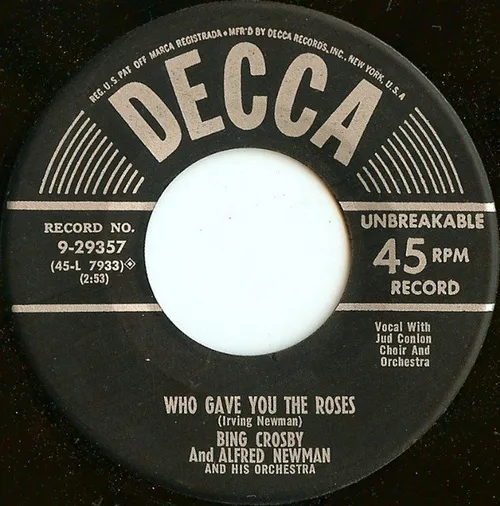 REG. U.S. PAT OFF MARCA REGISTRADA • MF'R'D BY DECCA RECORDS, INC., NEW YORK, U.S.A
DECCA
RECORD NO.
9-29357
(45-L 7933)
(2:53)
UNBREAKABLE
45 RPM
RECORD
Vocal With
Jud Conlon
Choir And
Orchestra
WHO GAVE YOU THE ROSES
(Irving Newman)
BING CROSBY
And ALFRED NEWMAN
AND HIS ORCHESTRA